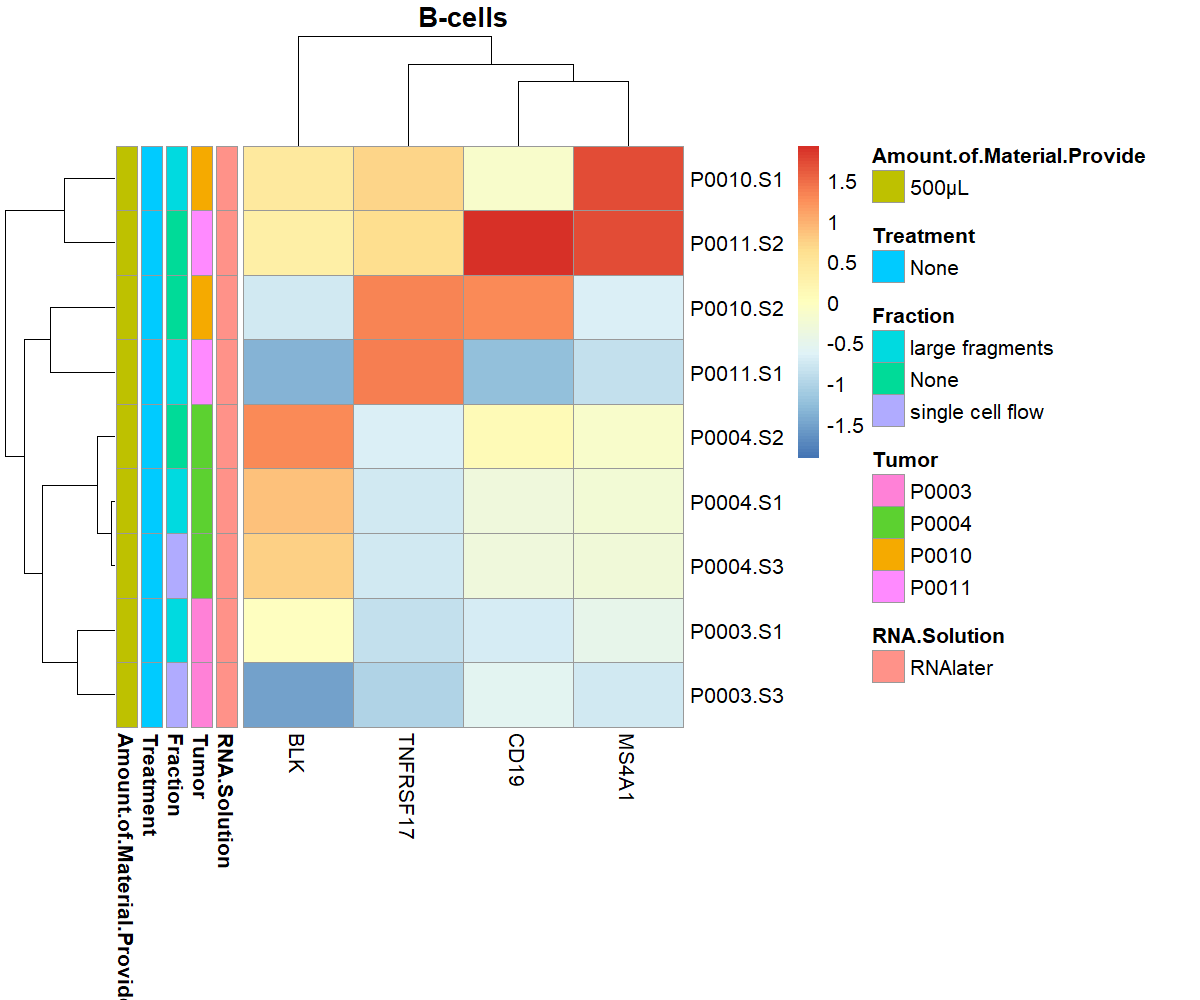 B-cells
P0010.S1
P0011.S2
P0010.S2
P0011.S1
P0004.S2
P0004.S1
P0004.S3
P0003.S1
P0003.S3
1.5
1
0.5
0
-0.5
-1
-1.5
Amount.of.Material.Provide
500µL
Treatment
None
Fraction
large fragments
None
single cell flow
Tumor
P0003
P0004
P0010
P0011
RNA.Solution
RNAlater
Amount.of.Material.Provide
Treatment
Fraction
Tumor
RNA.Solution
BLK
TNFRSF17
CD19
MS4A1